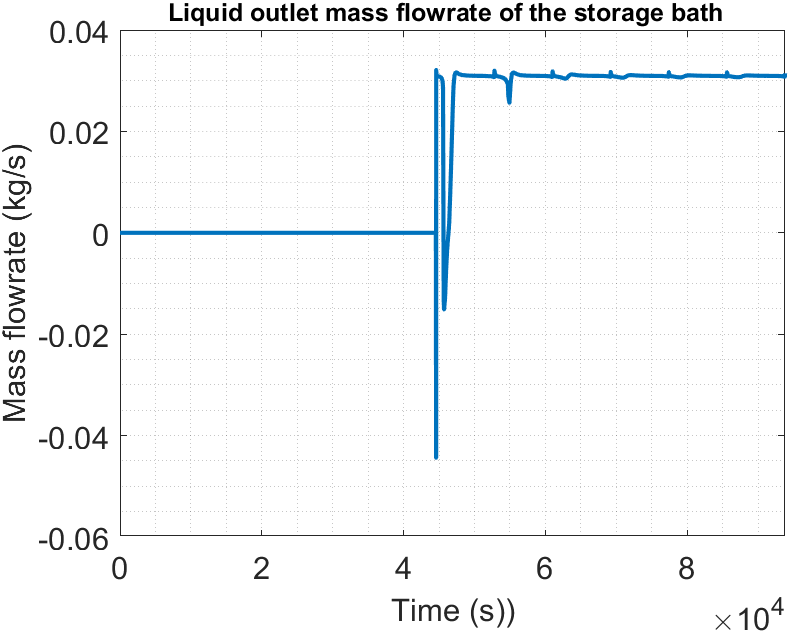 Liquid outlet mass flowrate of the storage bath
0.04
0.02
0
-0.02
-0.04
-0.06
Mass flowrate (kg/s)
0 2 4 6 8
Time (s))
×10⁴